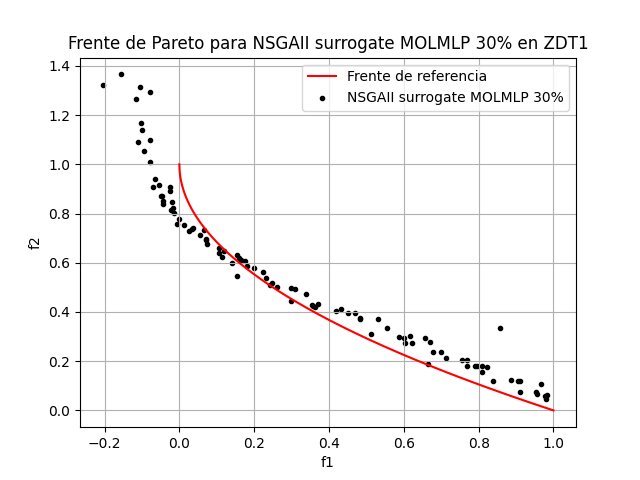 Frente de Pareto para NSGAII surrogate MOLMLP 30% en ZDT1
Frente de referencia
NSGAII surrogate MOLMLP 30%
f2
1.4
1.2
1.0
0.8
0.6
0.4
0.2
0.0
−0.2 0.0 0.2 0.4 0.6 0.8 1.0
f1